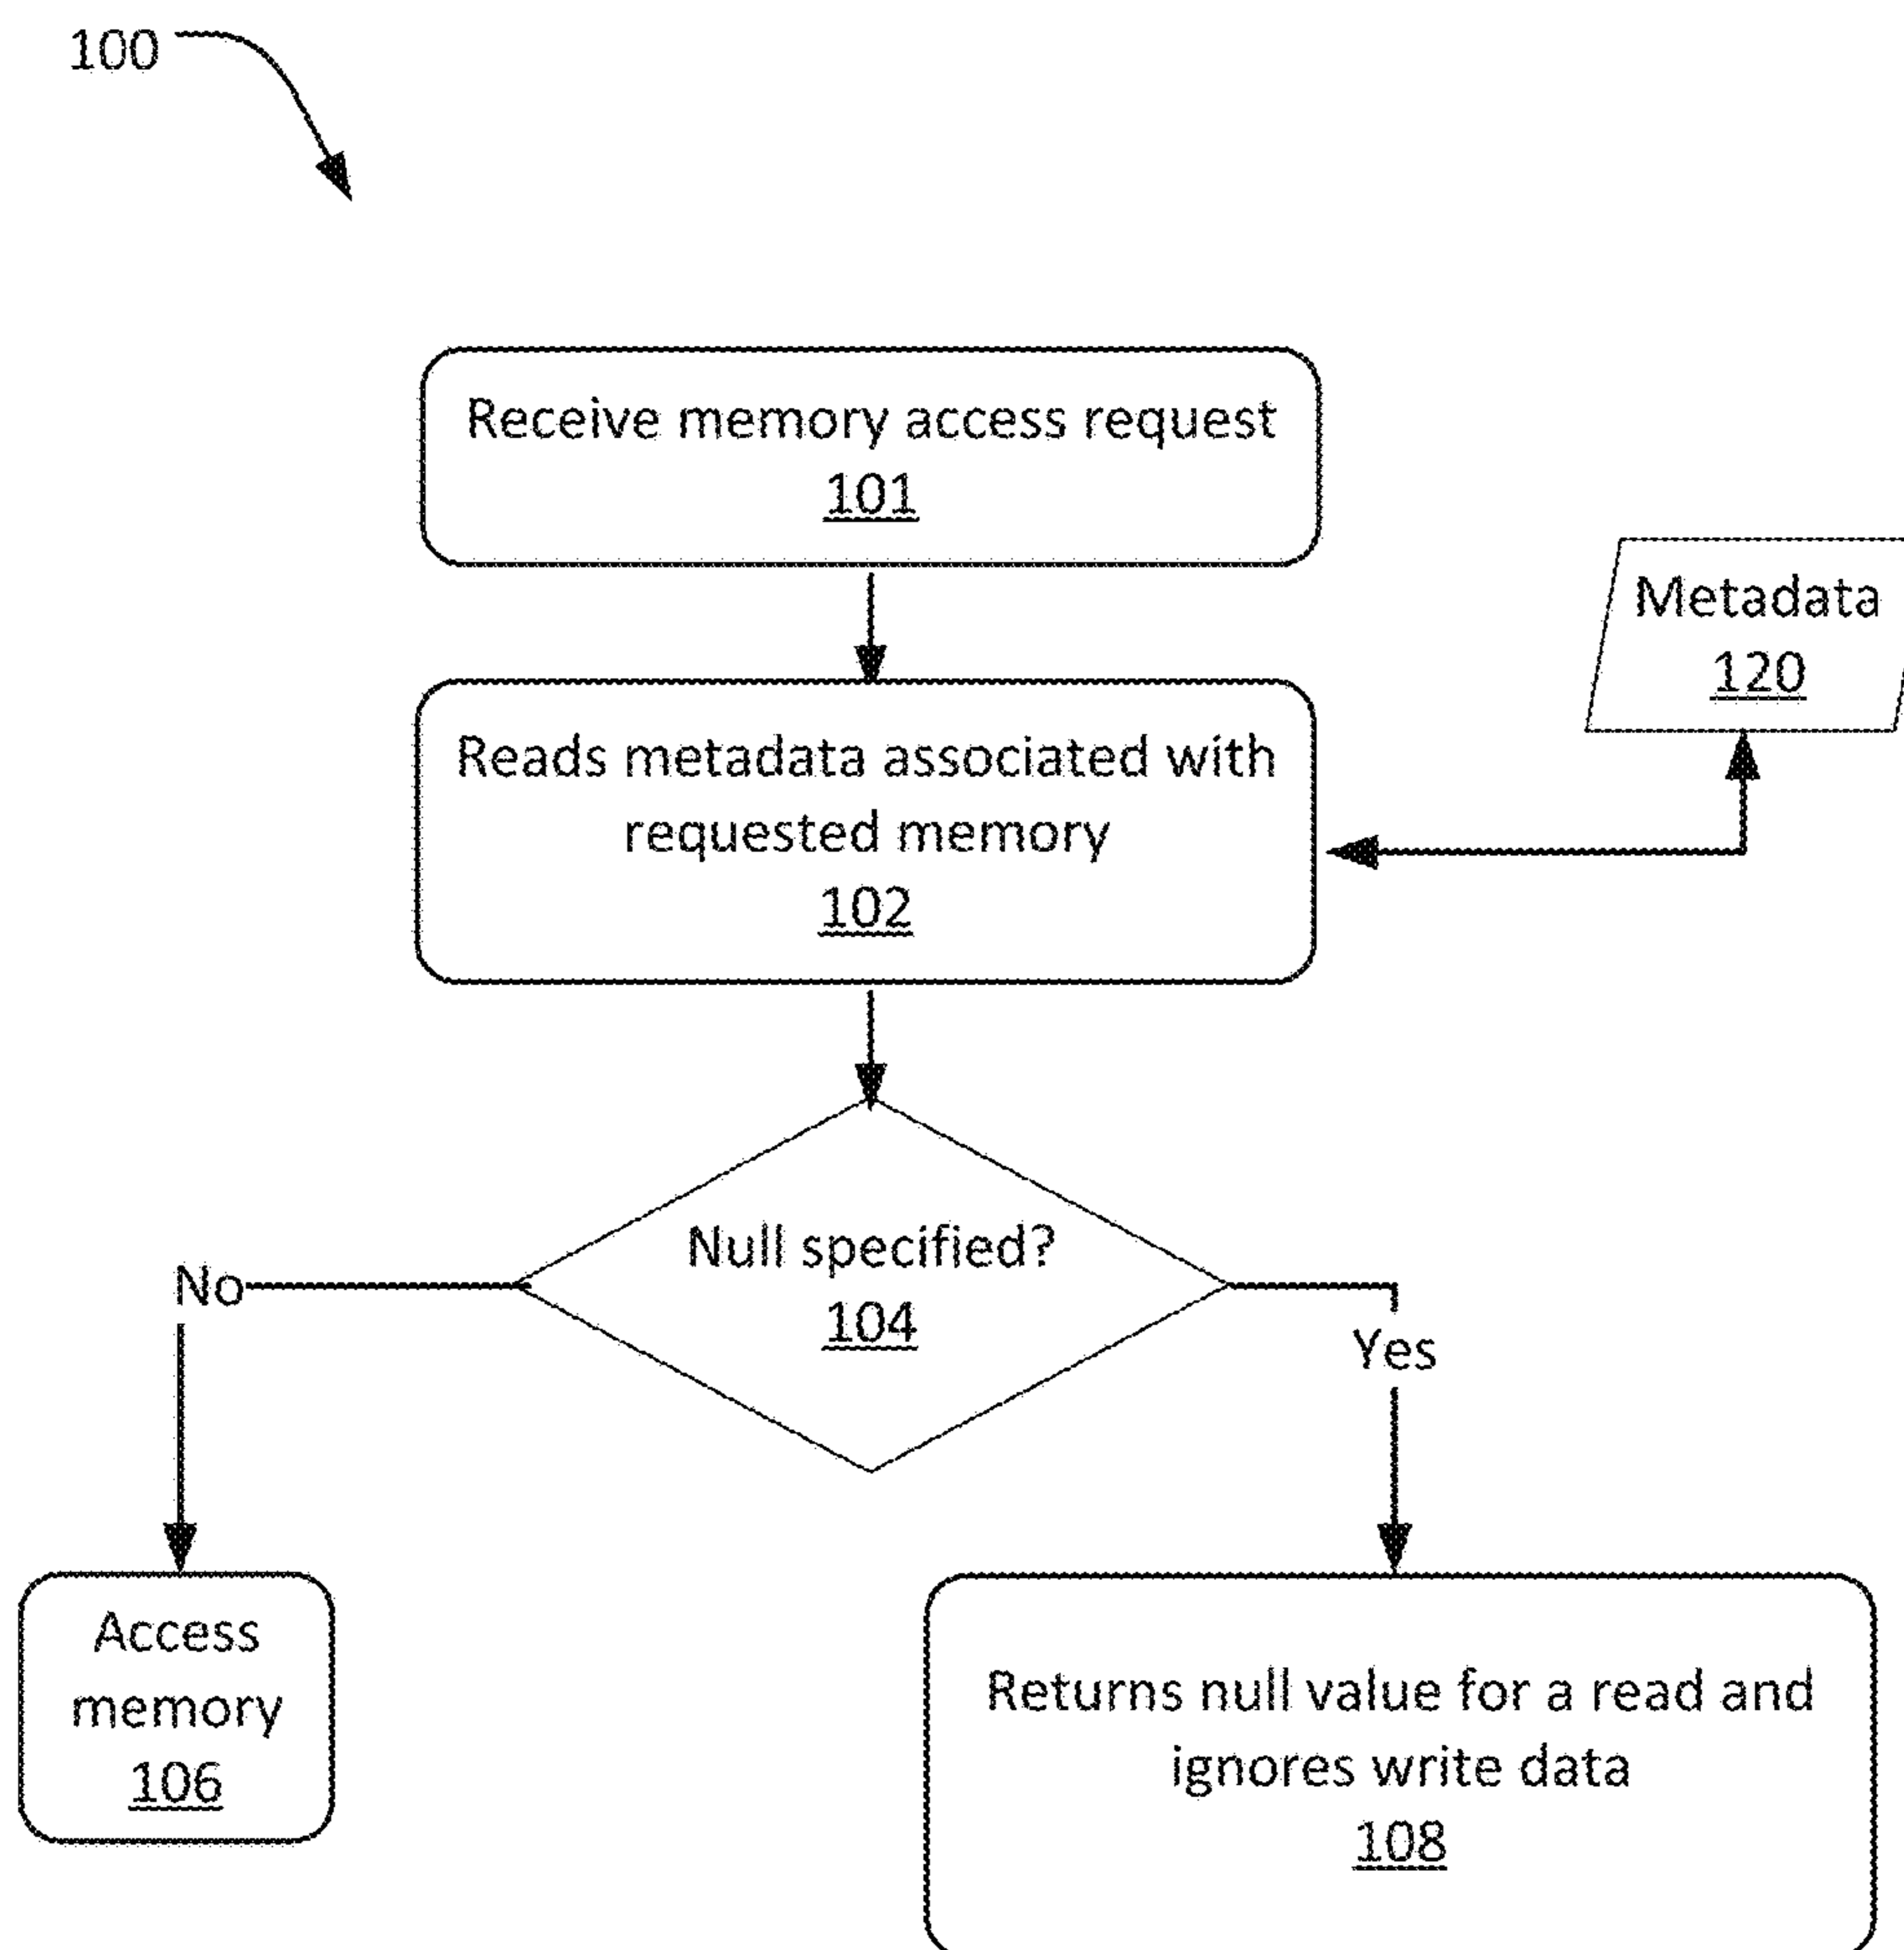 100
Receive memory access request
101
Metadata
120
Reads metadata associated with
requested memory
102
Null specified?
104
No
Yes
Access
memory
106
Returns null value for a read and
ignores write data
108